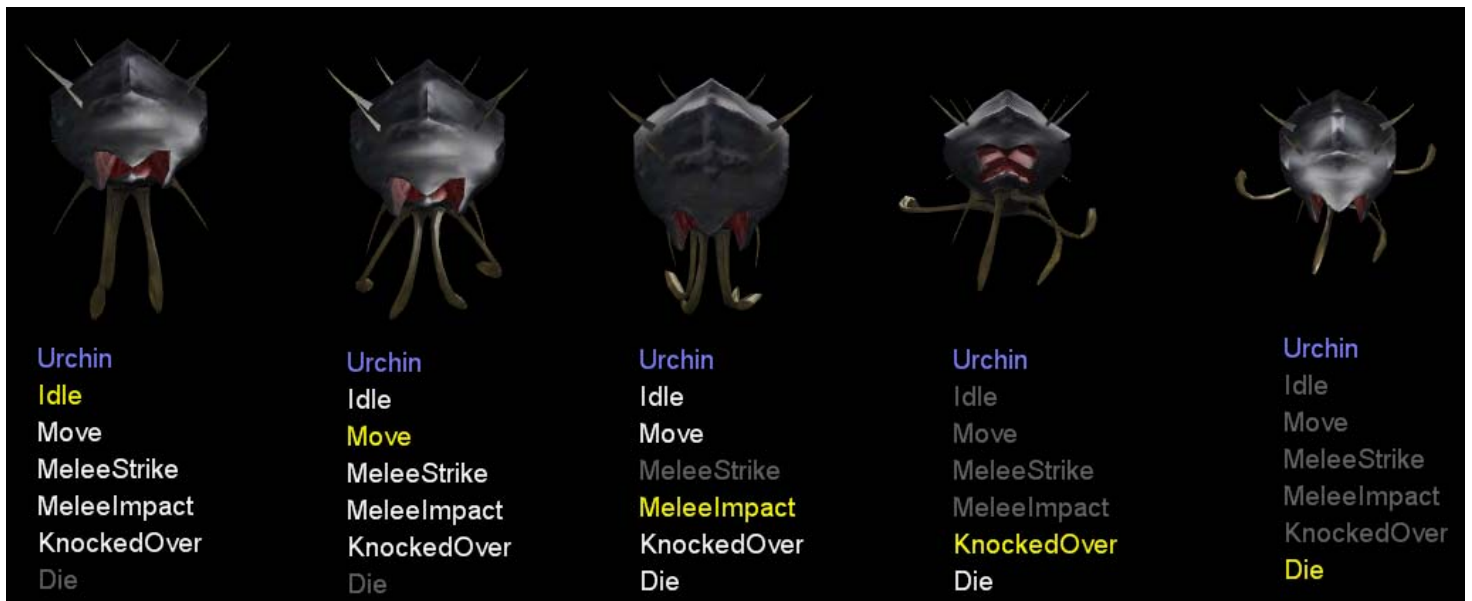 Urchin
Idle
Move
MeleeStrike
MeleeImpact
KnockedOver
Die
Urchin
Idle
Move
MeleeStrike
MeleeImpact
KnockedOver
Die
Urchin
Idle
Move
MeleeStrike
MeleeImpact
KnockedOver
Die
Urchin
Idle
Move
MeleeStrike
MeleeImpact
KnockedOver
Die
Urchin
Idle
Move
MeleeStrike
MeleeImpact
KnockedOver
Die